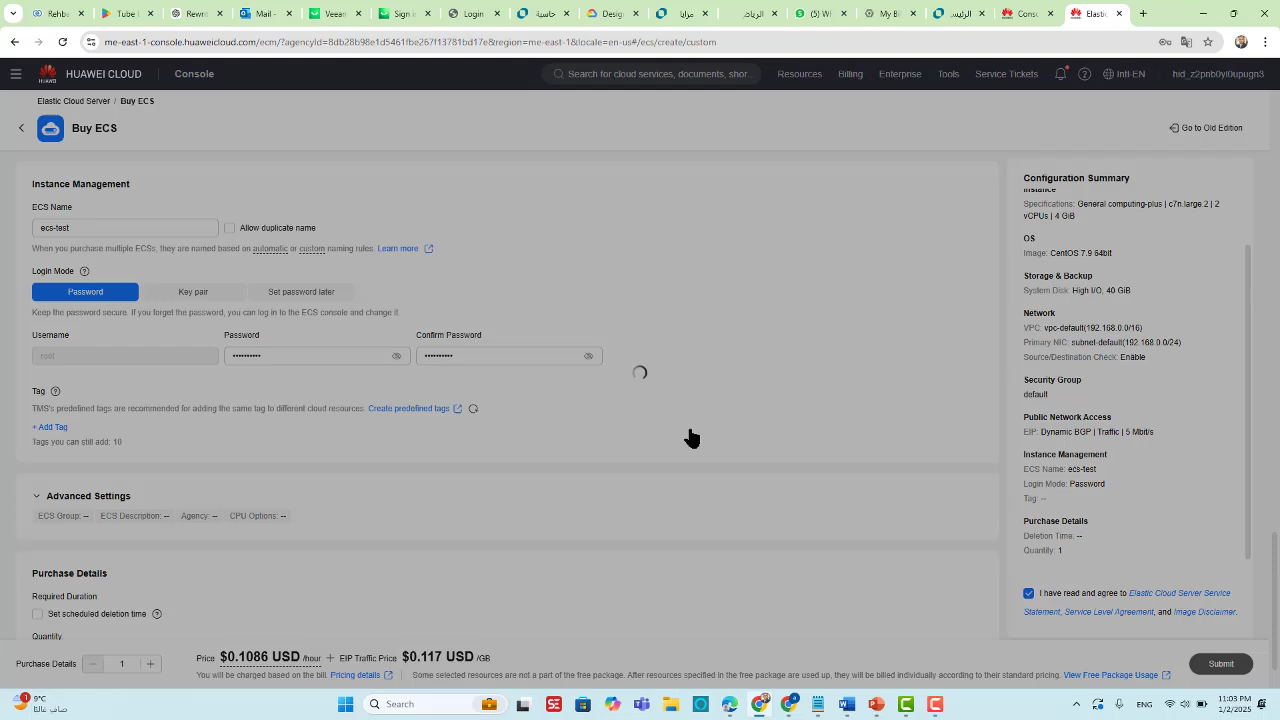 Rehb
Tube I
Rewri
Mail –
Veean
Sign i
Login
حاسبة
Desig
مزايا
الرياض
(5) W
My Bi
الرئيس
Conso
Elastic
me-east-1-console.huaweicloud.com/ecm/?agencyId=8db28b98e1d5461fbe267f13781bd17e&region=me-east-1&locale=en-us#/ecs/create/custom
HUAWEI CLOUD
Console
Search for cloud services, documents, shor...
Resources
Billing
Enterprise
Tools
Service Tickets
Intl-EN
hid_z2pnb0yl0upugn3
Elastic Cloud Server / Buy ECS
Buy ECS
Go to Old Edition
Instance Management
ECS Name
ecs-test
Allow duplicate name
When you purchase multiple ECSs, they are named based on automatic or custom naming rules. Learn more
Login Mode
Password
Key pair
Set password later
Keep the password secure. If you forget the password, you can log in to the ECS console and change it.
Username
Password
Confirm Password
root
••••••••••
••••••••••
Tag
TMS's predefined tags are recommended for adding the same tag to different cloud resources. Create predefined tags
+ Add Tag
Tags you can still add: 10
Advanced Settings
ECS Group: --
ECS Description: --
Agency: --
CPU Options: --
Purchase Details
Required Duration
Set scheduled deletion time
Quantity
Configuration Summary
Instance
Specifications: General computing-plus | c7n.large.2 | 2
vCPUs | 4 GiB
OS
Image: CentOS 7.9 64bit
Storage & Backup
System Disk: High I/O, 40 GiB
Network
VPC: vpc-default(192.168.0.0/16)
Primary NIC: subnet-default(192.168.0.0/24)
Source/Destination Check: Enable
Security Group
default
Public Network Access
EIP: Dynamic BGP | Traffic | 5 Mbit/s
Instance Management
ECS Name: ecs-test
Login Mode: Password
Tag: --
Purchase Details
Deletion Time: --
Quantity: 1
I have read and agree to Elastic Cloud Server Service
Statement, Service Level Agreement, and Image Disclaimer.
Purchase Details
1
Price $0.1086 USD /hour + EIP Traffic Price $0.117 USD /GB
You will be charged based on the bill. Pricing details
Some selected resources are not a part of the free package. After resources specified in the free package are used up, they will be billed individually according to their standard pricing. View Free Package Usage
Submit
1
9°C
صافي غالبًا
Search
SE
11:03 PM
1/2/2025